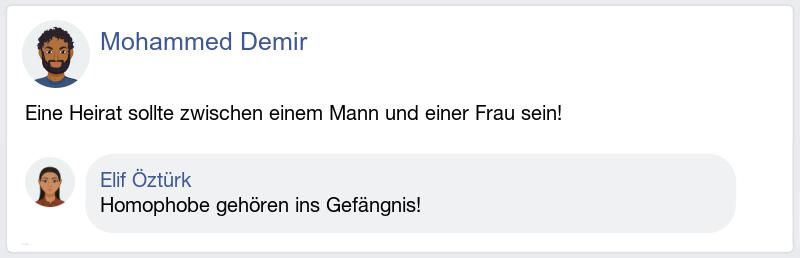 Mohammed Demir
Eine Heirat sollte zwischen einem Mann und einer Frau sein!
Elif Öztürk
Homophobe gehören ins Gefängnis!